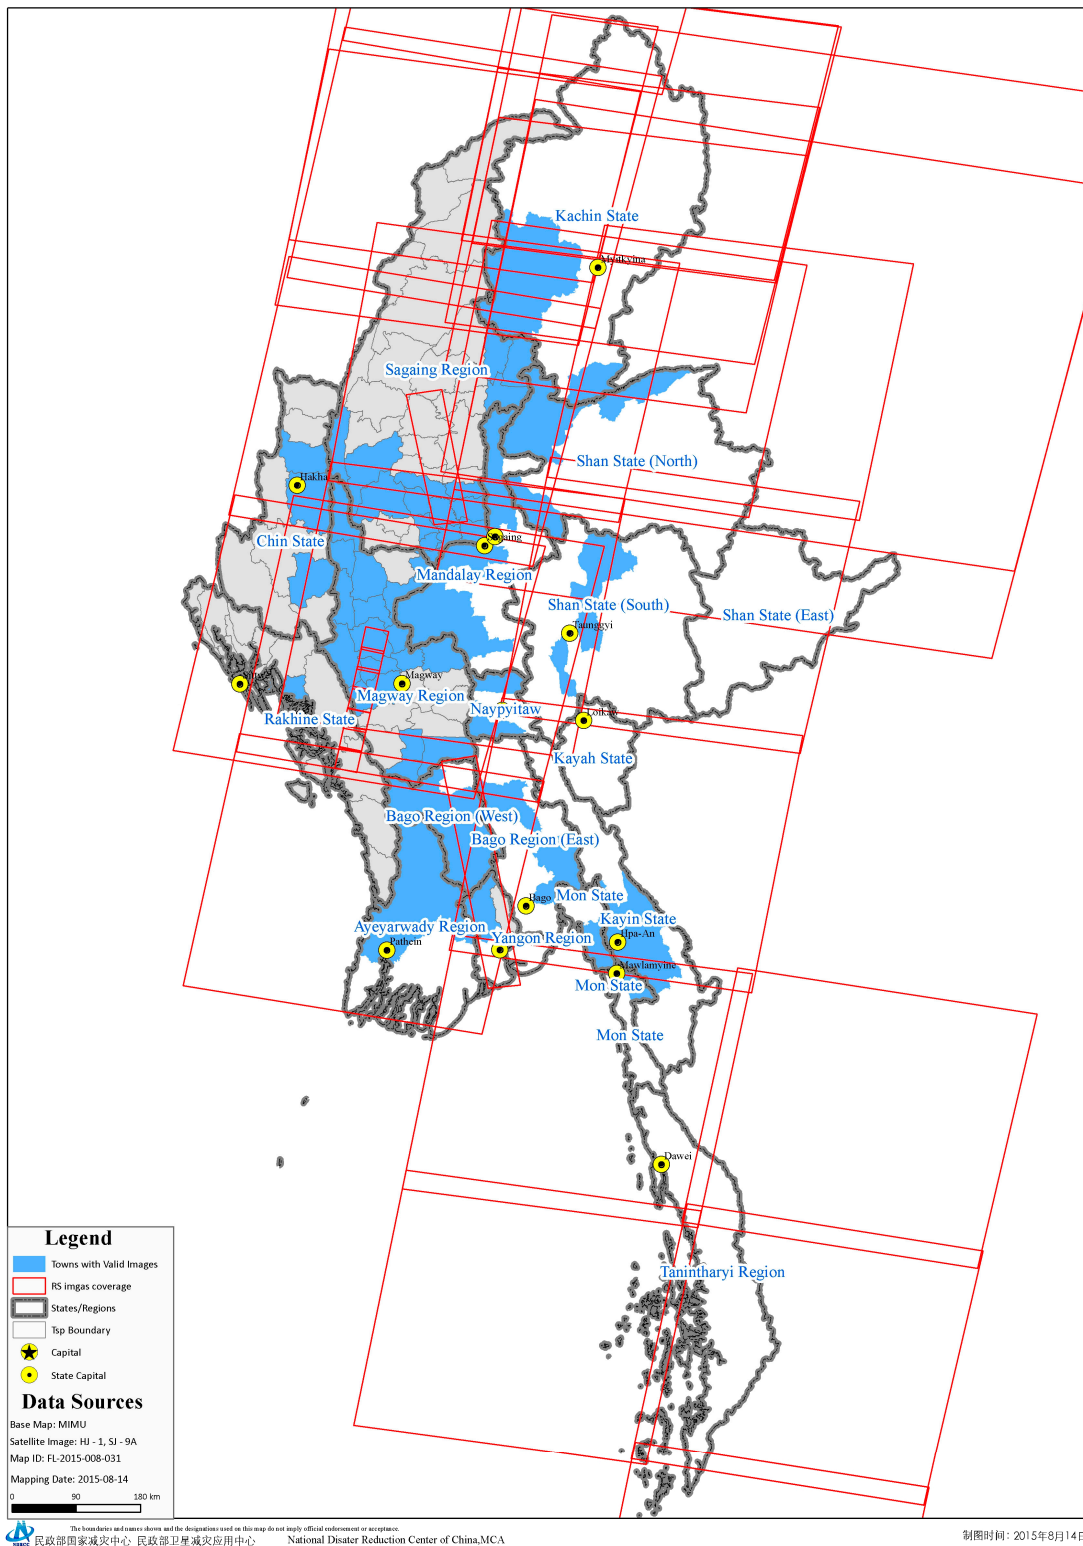 Kachin State
Myitkyina
Sagaing Region
Shan State (North)
Hakha
Chin State
Sagaing
Mandalay Region
Shan State (South)
Shan State (East)
Taunggyi
Magway
Magway Region
Naypyitaw
Rakhine State
Loikaw
Kayah State
Bago Region (West)
Bago Region (East)
Bago
Mon State
Kayin State
Ayeyarwady Region
Pathein
Yangon Region
Hpa-An
Mawlamyine
Mon State
Mon State
Dawei
Tanintharyi Region
Legend
Towns with Valid Images
RS imgas coverage
States/Regions
Tsp Boundary
Capital
State Capital
Data Sources
Base Map: MIMU
Satellite Image: HJ - 1, SJ - 9A
Map ID: FL-2015-008-031
Mapping Date: 2015-08-14
0 90 180 km
The boundaries and names shown and the designations used on this map do not imply official endorsement or acceptance.
民政部国家减灾中心 民政部卫星减灾应用中心 National Disater Reduction Center of China,MCA
制图时间: 2015年8月14日